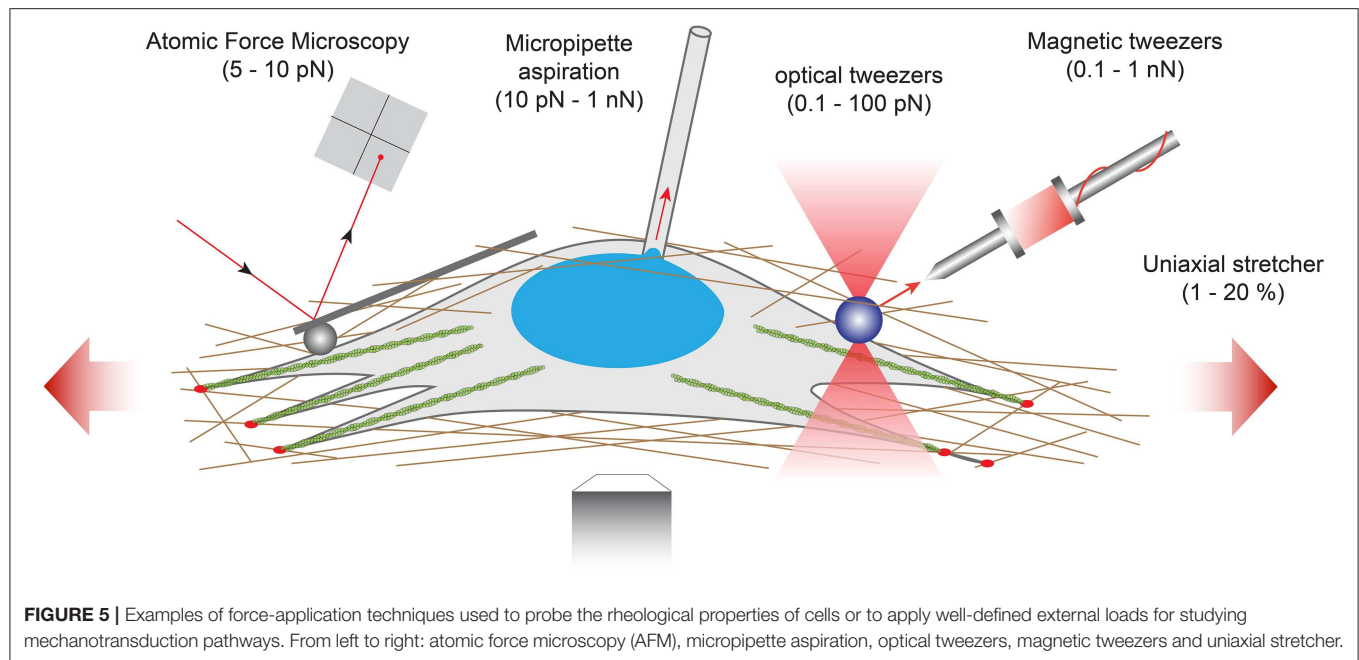 Atomic Force Microscopy
(5 - 10 pN)
Micropipette
aspiration
(10 pN - 1 nN)
optical tweezers
(0.1 - 100 pN)
Magnetic tweezers
(0.1 - 1 nN)
Uniaxial stretcher
(1 - 20 %)
FIGURE 5 | Examples of force-application techniques used to probe the rheological properties of cells or to apply well-defined external loads for studying
mechanotransduction pathways. From left to right: atomic force microscopy (AFM), micropipette aspiration, optical tweezers, magnetic tweezers and uniaxial stretcher.